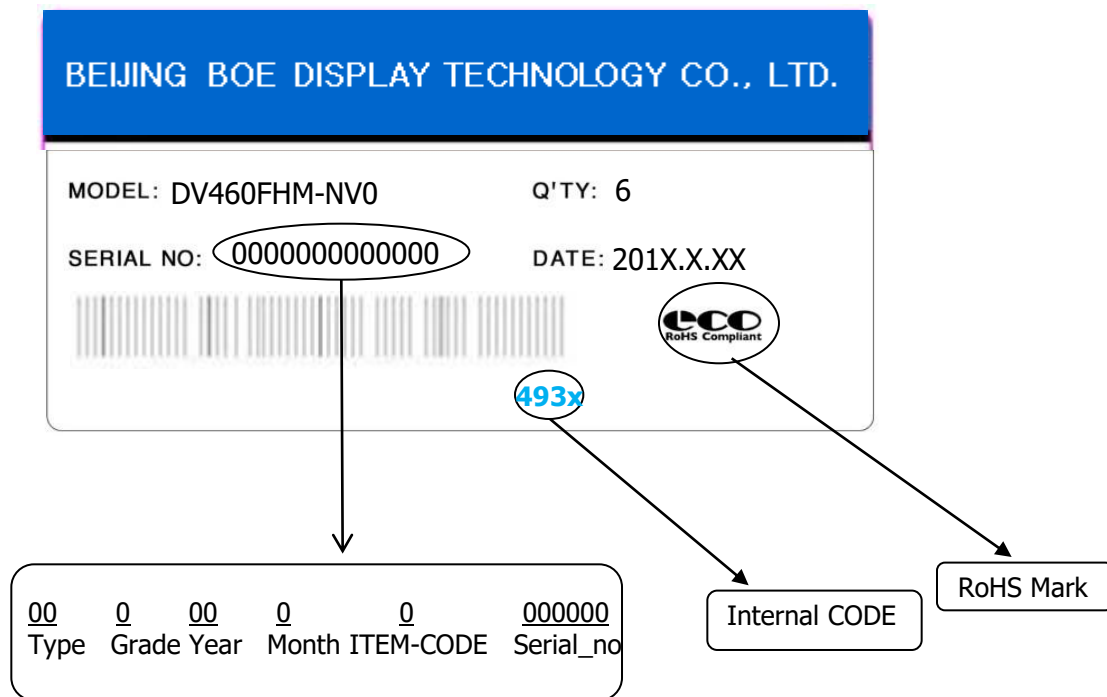 BEIJING BOE DISPLAY TECHNOLOGY CO., LTD.
MODEL: DV460FHM-NV0 Q'TY: 6
SERIAL NO: 0000000000000 DATE: 201X.X.XX
eco
RoHS Compliant
493x
RoHS Mark
Internal CODE
00 0 00 0 0 000000
Type Grade Year Month ITEM-CODE Serial_no